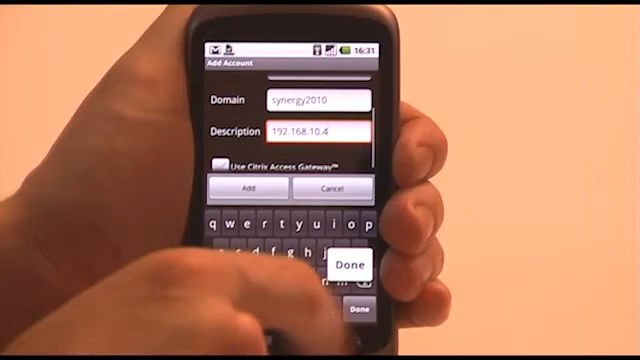 16:31
Add Account
Domain synergy2010
Description 192.168.10.4
Use Citrix Access Gateway™
Add Cancel
q w e r t y u i o p
d f g h j
Done
n m
Done